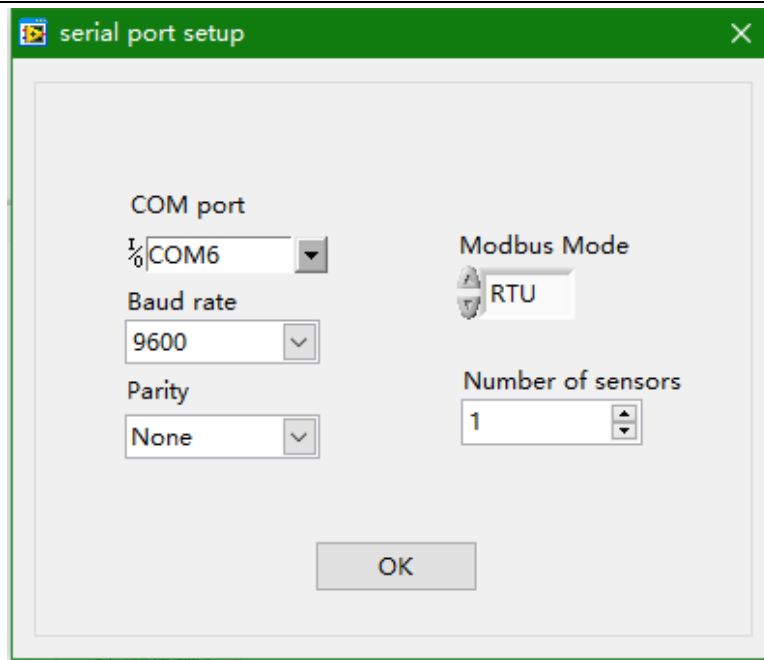 serial port setup
COM port
I/O COM6
Baud rate
9600
Parity
None
Modbus Mode
RTU
Number of sensors
1
OK